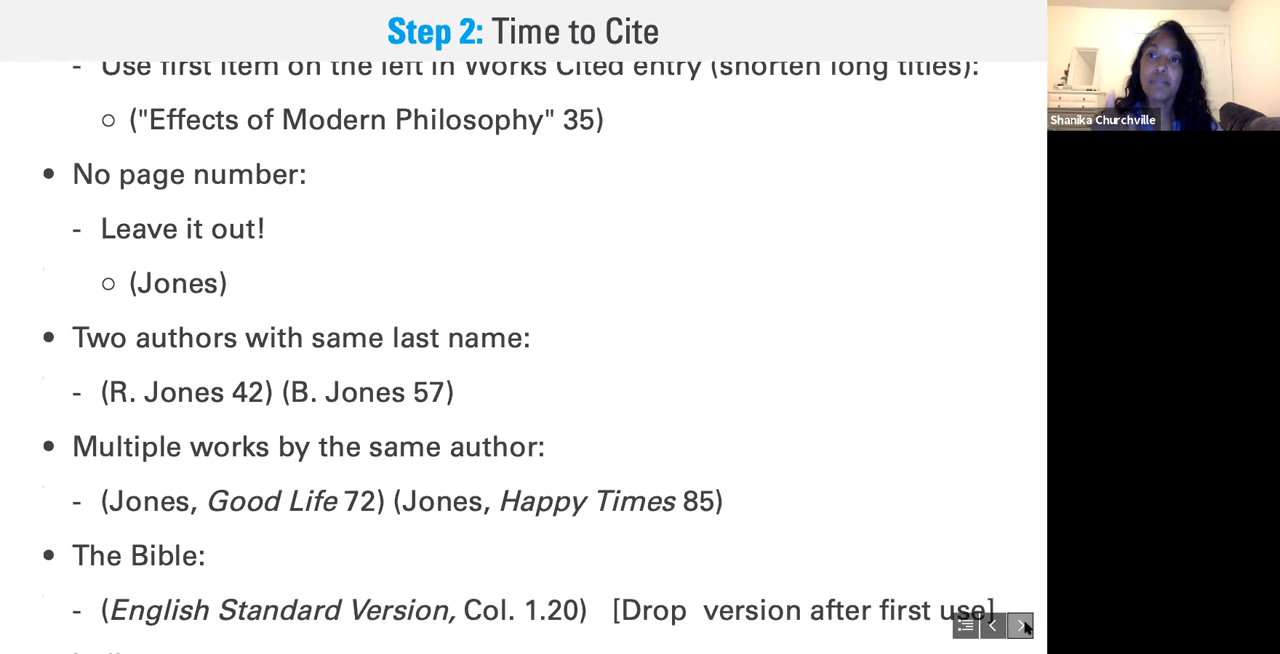 Step 2: Time to Cite
- Use first item on the left in Works Cited entry (shorten long titles):
○ ("Effects of Modern Philosophy" 35)
• No page number:
- Leave it out!
○ (Jones)
• Two authors with same last name:
- (R. Jones 42) (B. Jones 57)
• Multiple works by the same author:
- (Jones, Good Life 72) (Jones, Happy Times 85)
• The Bible:
- (English Standard Version, Col. 1.20) [Drop version after first use]
Shanika Churchville